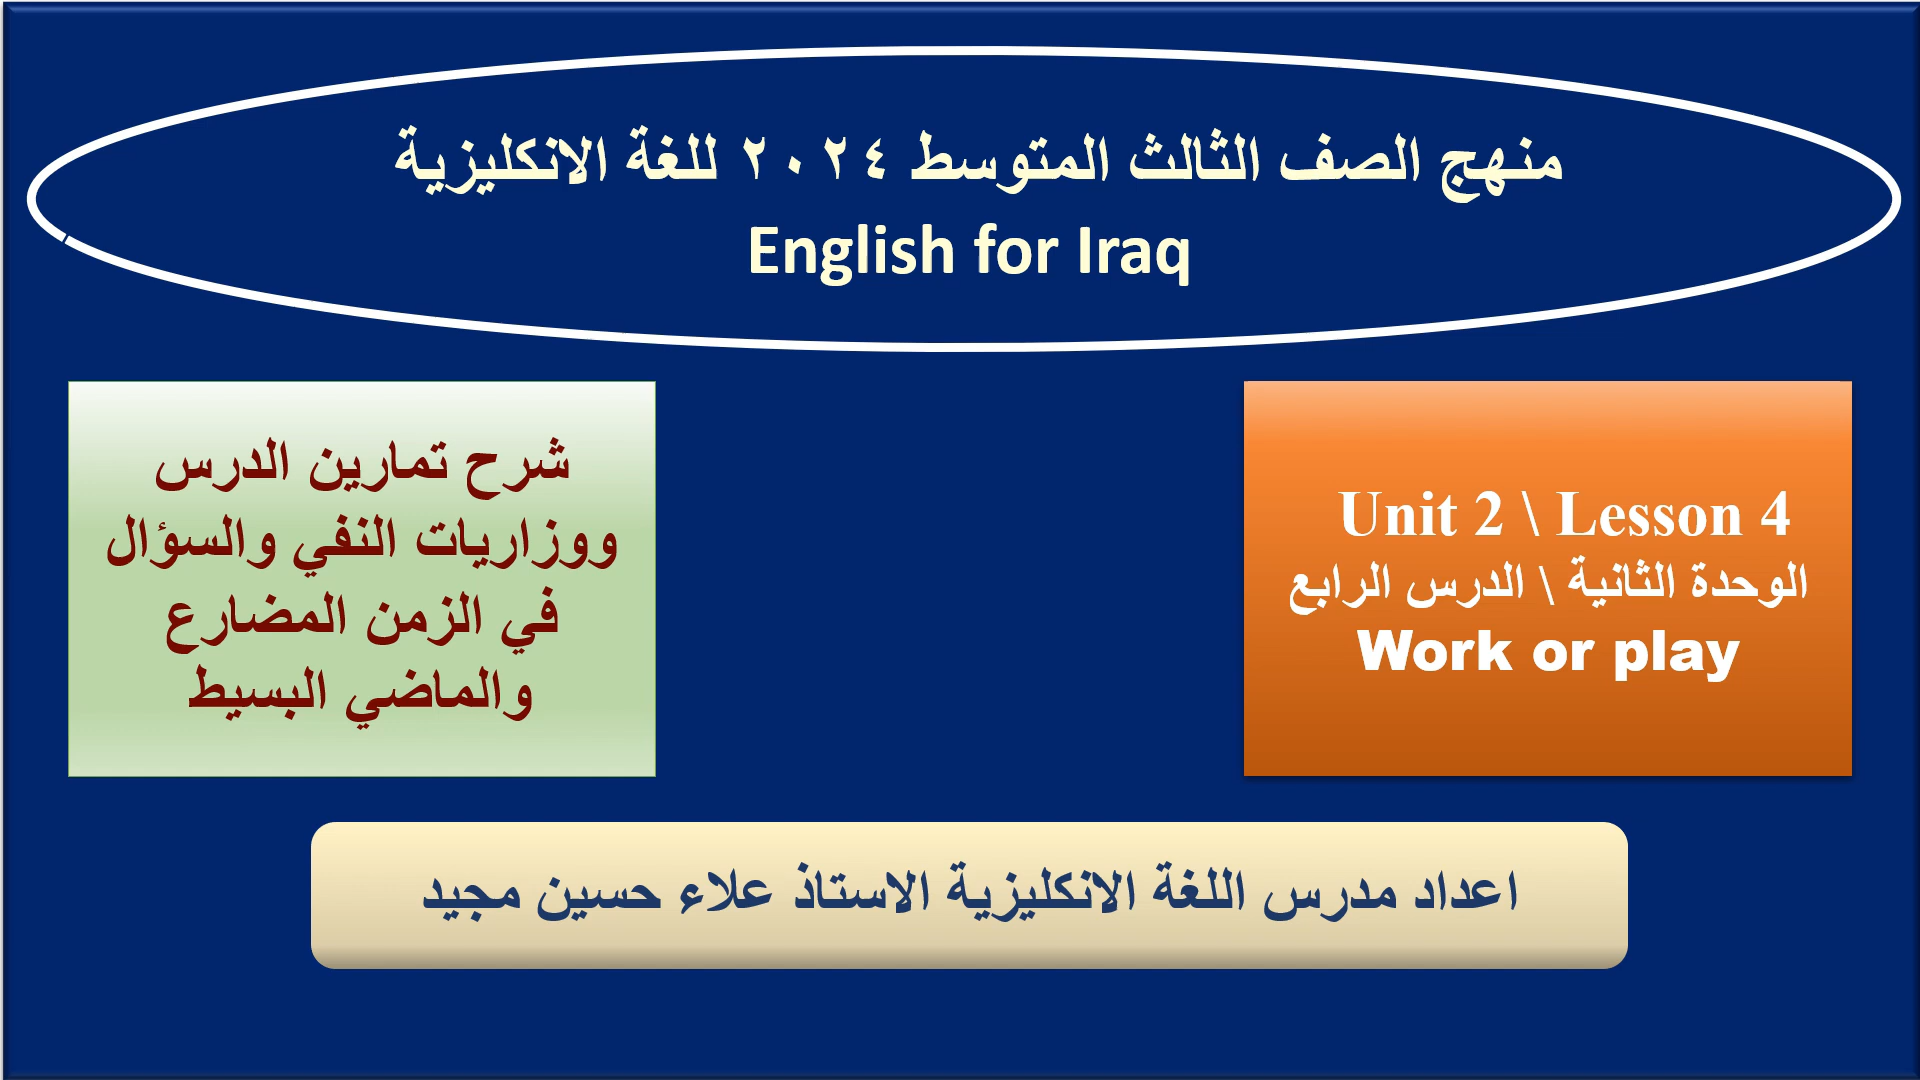 منهج الصف الثالث المتوسط ٢٠٢٤ للغة الانكليزية
English for Iraq
Unit 2 \ Lesson 4
الوحدة الثانية \ الدرس الرابع
Work or play
شرح تمارين الدرس
ووزاريات النفي والسؤال
في الزمن المضارع
والماضي البسيط
اعداد مدرس اللغة الانكليزية الاستاذ علاء حسين مجيد